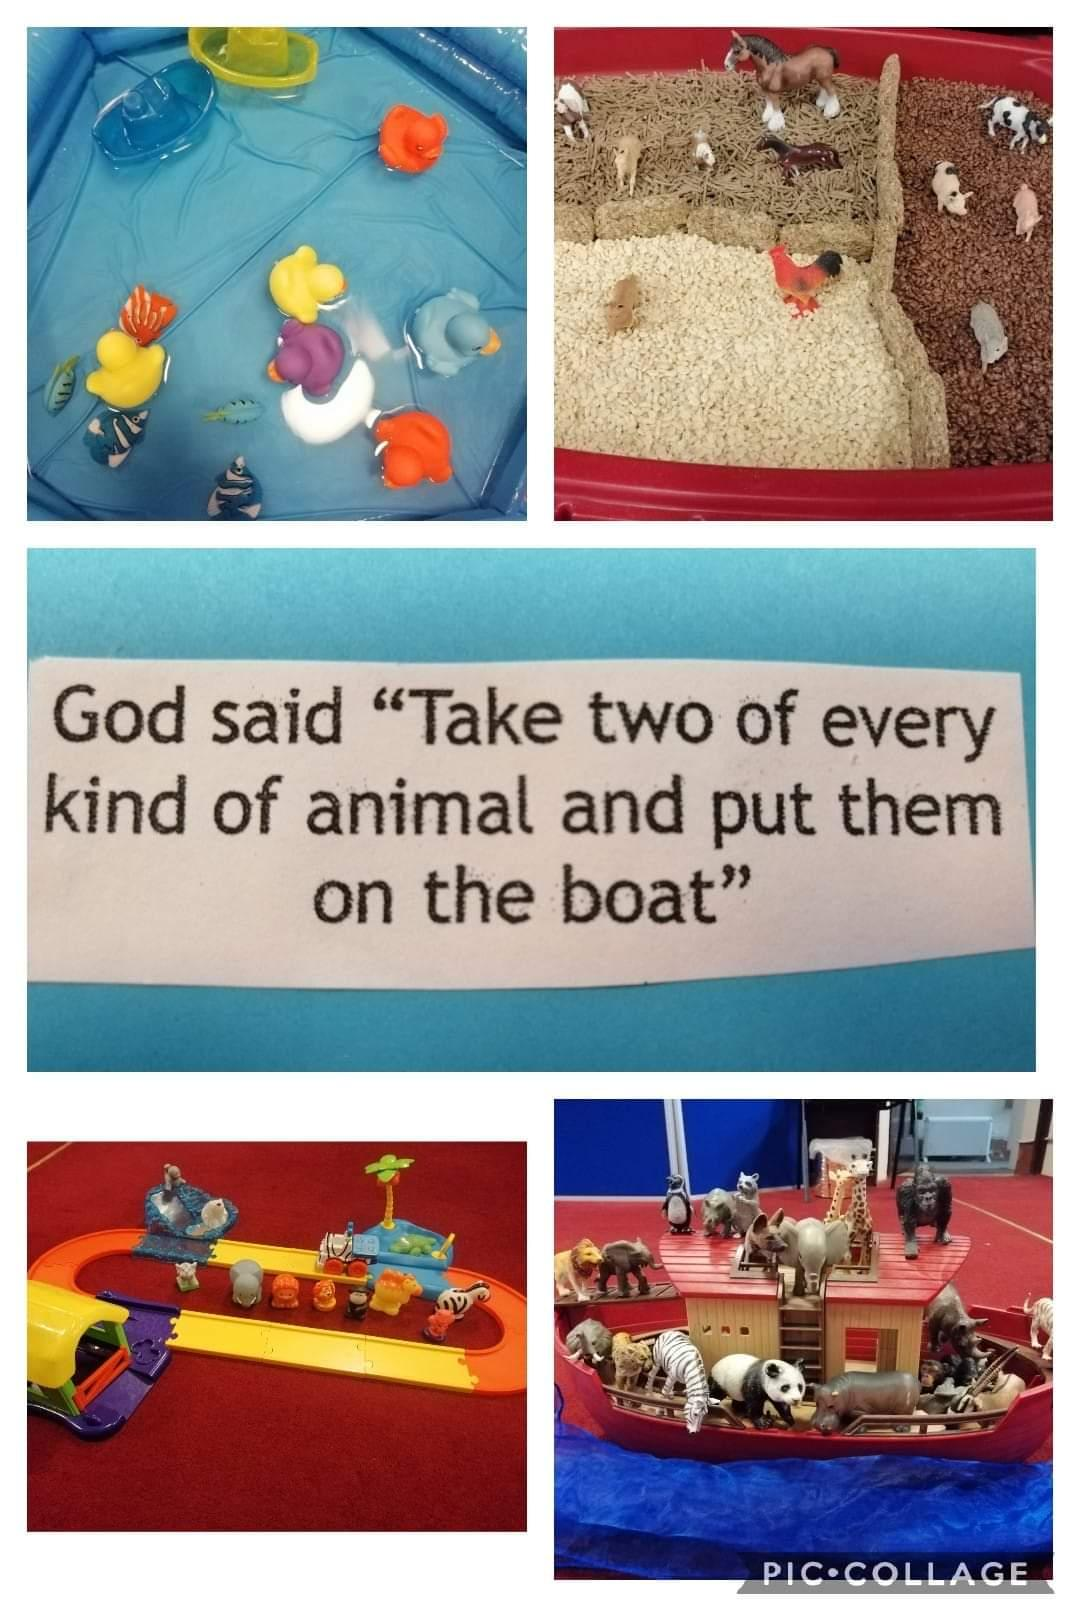 God said “Take two of every
kind of animal and put them
on the boat”
PIC•COLLAGE